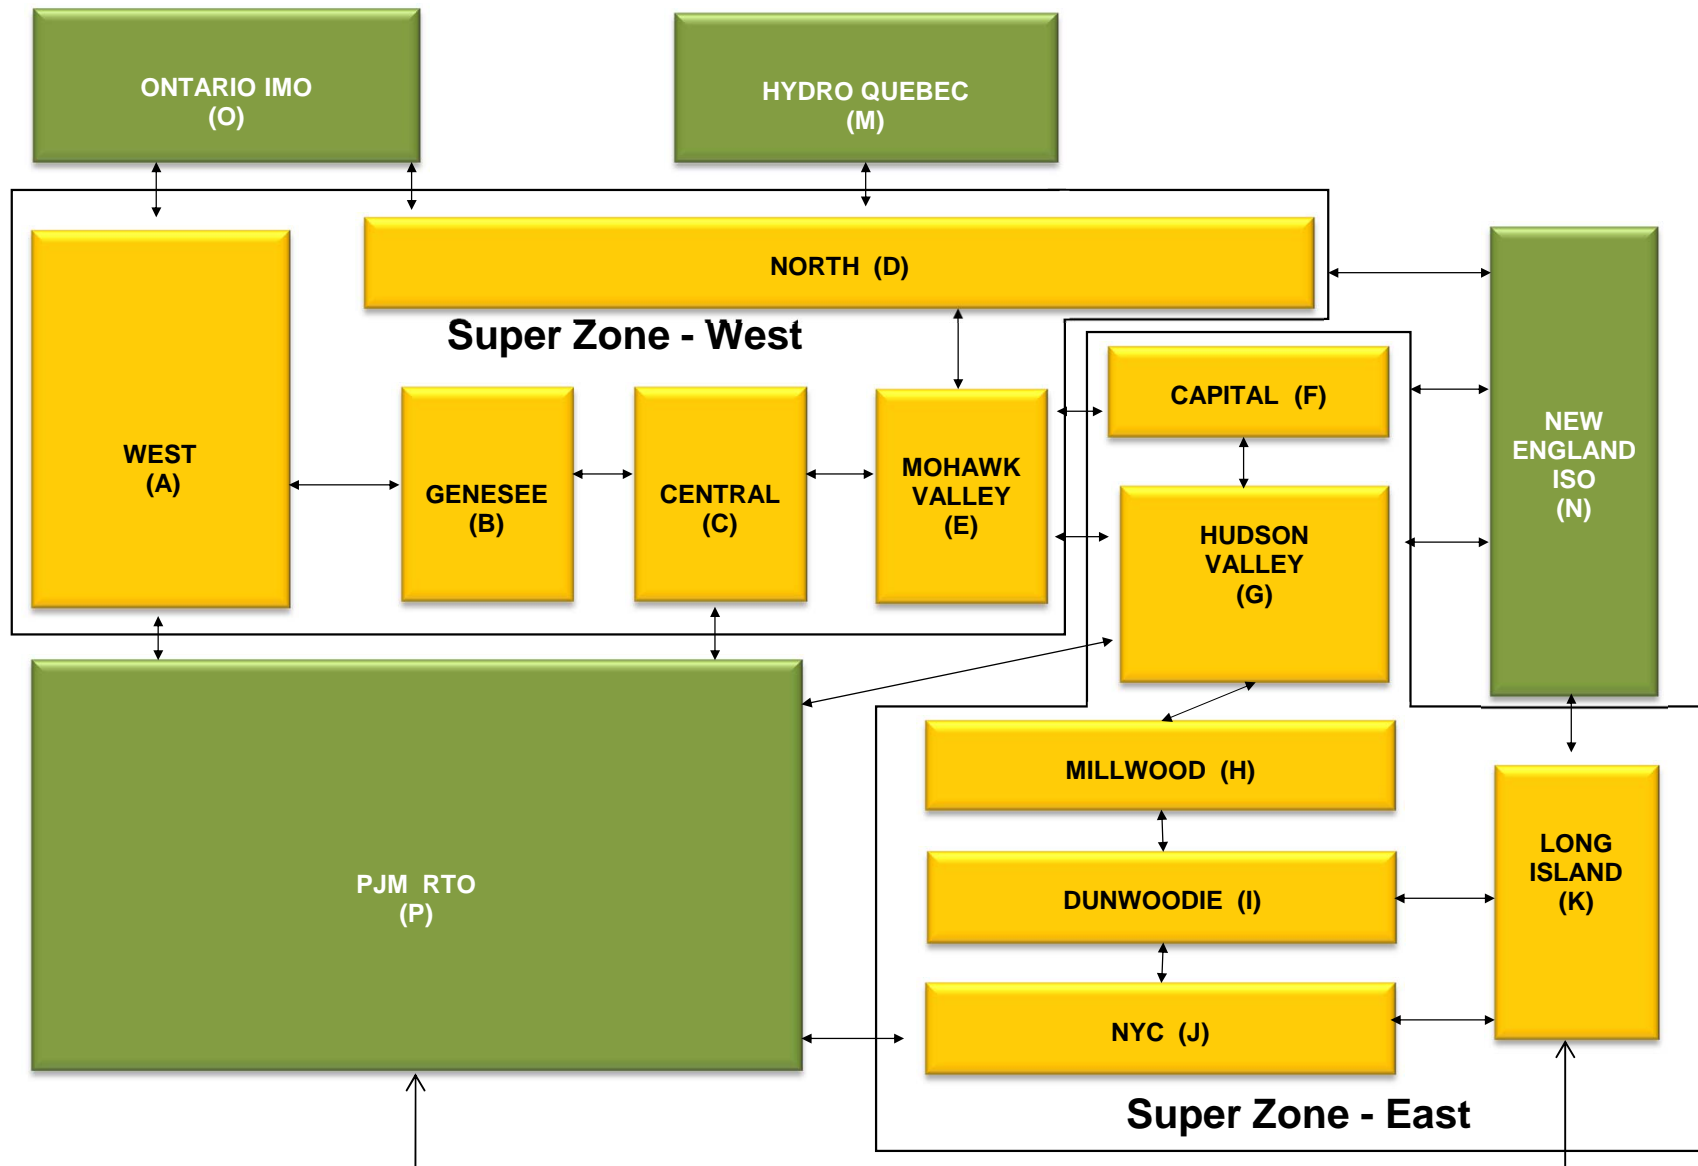 ONTARIO IMO
(O)
HYDRO QUEBEC
(M)
NORTH (D)
Super Zone - West
WEST
(A)
GENESEE
(B)
CENTRAL
(C)
MOHAWK
VALLEY
(E)
CAPITAL (F)
HUDSON
VALLEY
(G)
NEW
ENGLAND
ISO
(N)
PJM RTO
(P)
MILLWOOD (H)
DUNWOODIE (I)
NYC (J)
LONG
ISLAND
(K)
Super Zone - East